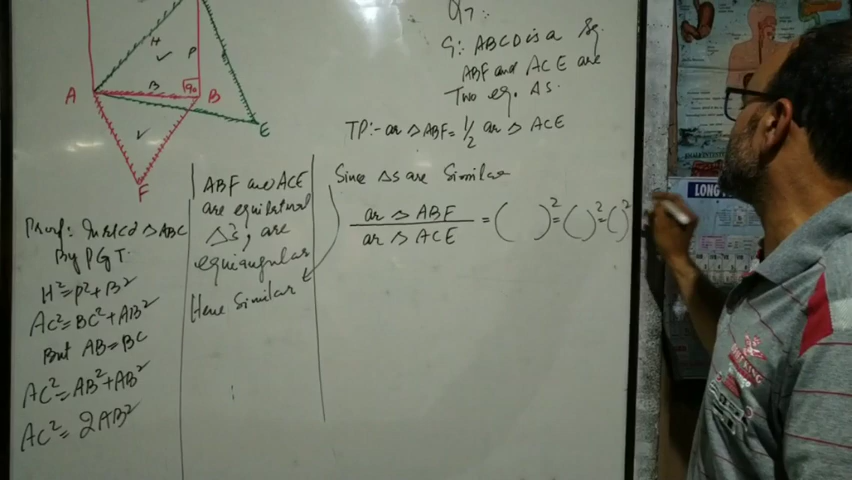 Q7:
G: ABCD is a Sq.
ABF and ACE are
Two eq. Δs.
TP:- ar Δ ABF = 1/2 ar Δ ACE
H
P
B
90
A
B
E
F
Proof: In rt Cd Δ ABC
By PGT.
H²=P²+B²
AC²=BC²+AB²
But AB=BC
AC²=AB²+AB²
AC²=2AB²
ABF and ACE
are equilateral
Δs, are
equiangular
Hence Similar
Since Δs are Similar
ar Δ ABF / ar Δ ACE = ( )² = ( )² = ( )²
LONG